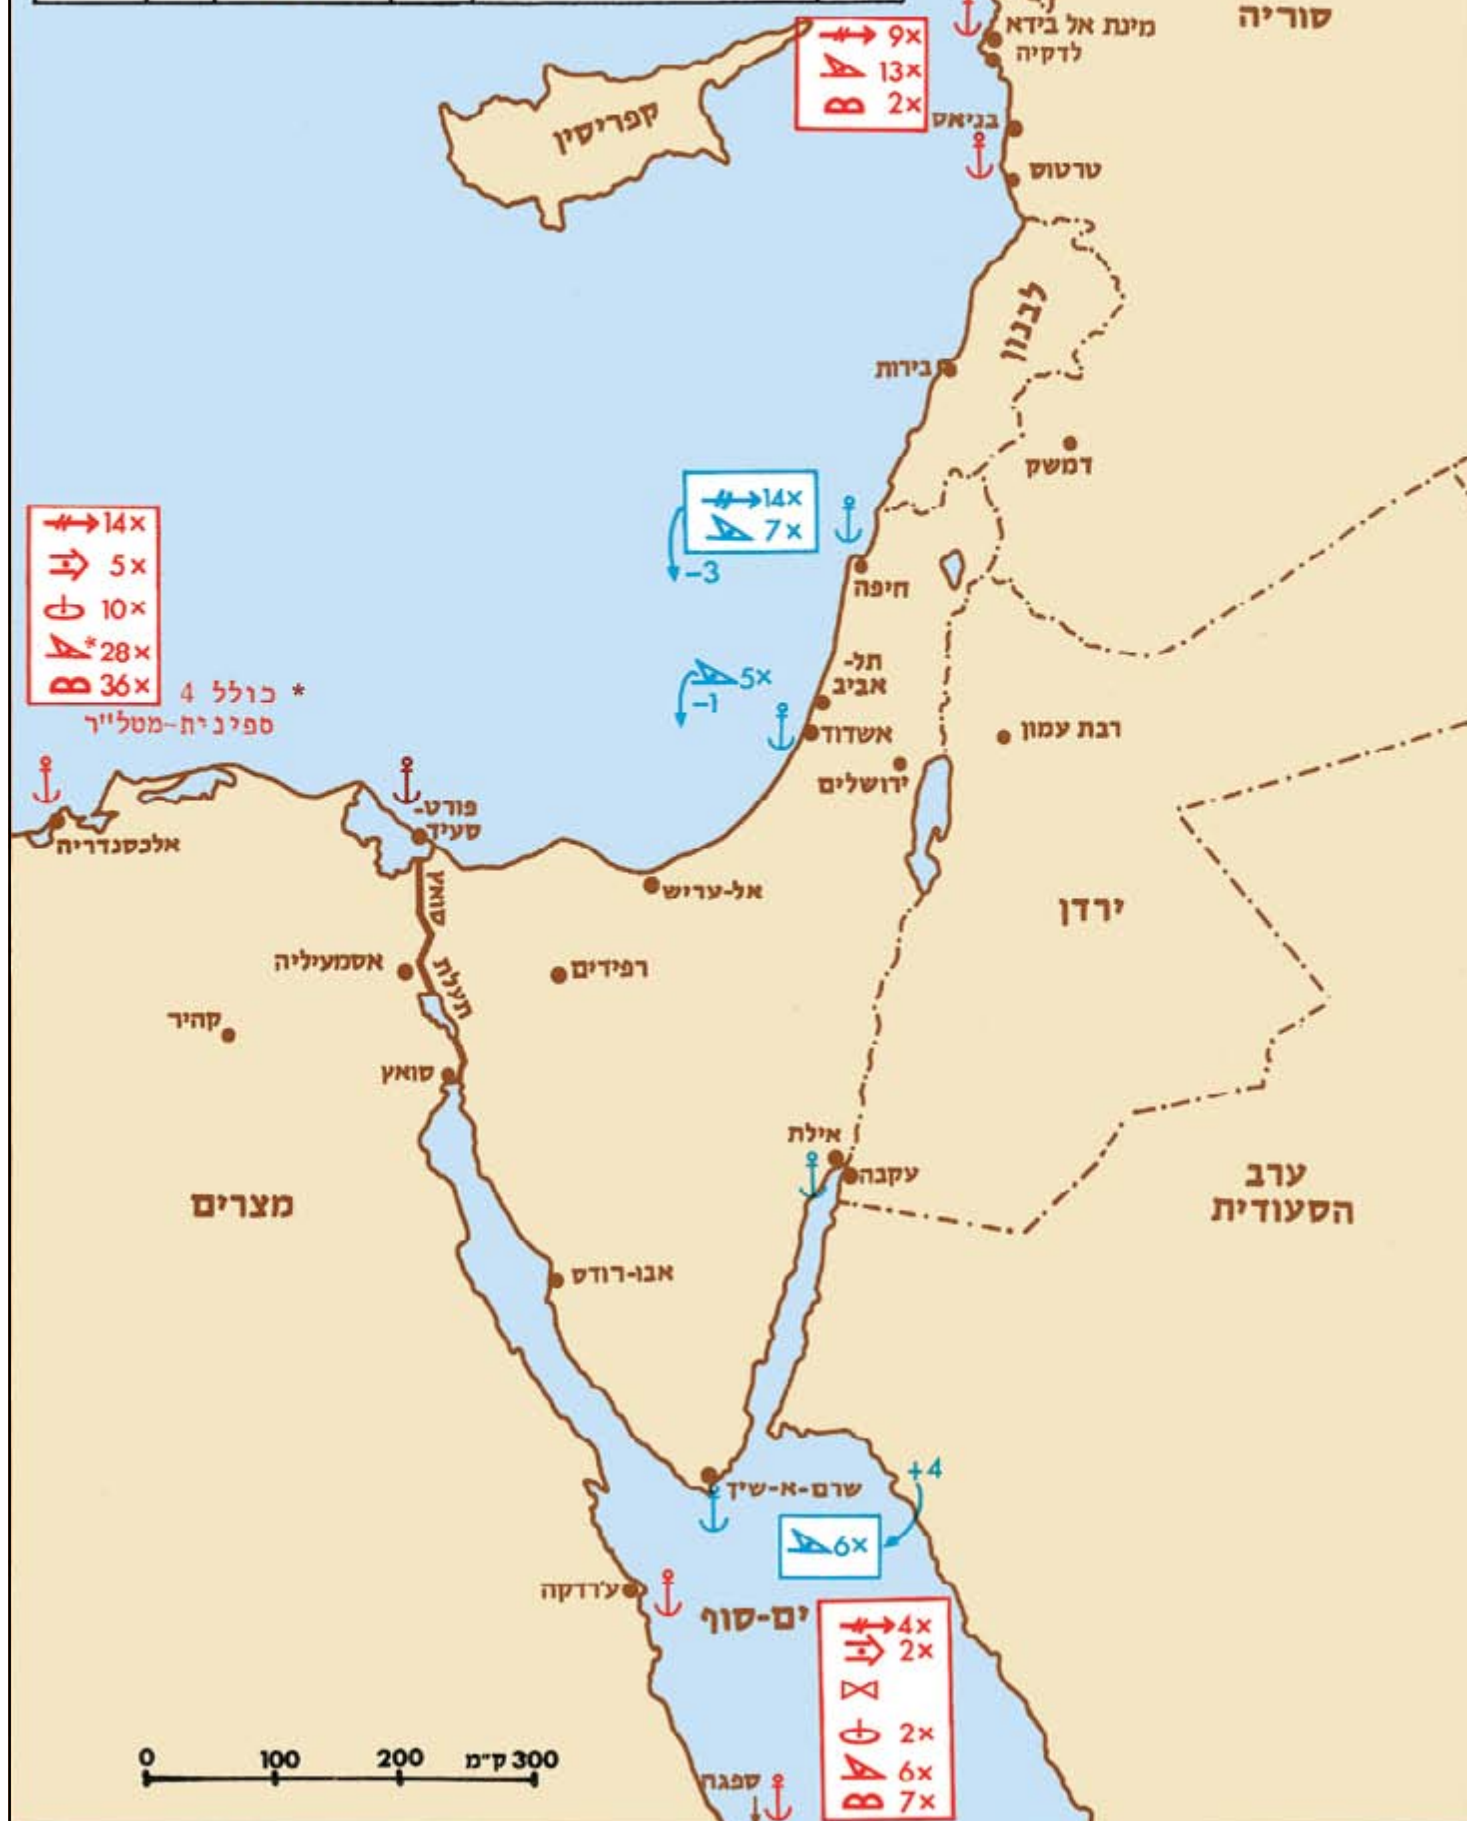 סוריה
מינת אל בידא
לדקיה
9×
13×
2×
קפריסין
בניאס
טרטוס
לבנון
בירות
דמשק
14×
7×
-3
חיפה
14×
5×
10×
*28×
36×
* כולל 4
ספינית-מטל"ר
5×
-1
תל-
אביב
אשדוד
ירושלים
רבת עמון
פורט-
סעיד
אלכסנדריה
אל-עריש
ירדן
תעלת סואץ
אסמעיליה
רפידים
קהיר
סואץ
אילת
עקבה
מצרים
ערב
הסעודית
אבו-רודס
שרם-א-שיך
+4
6×
ע'רדקה
ים-סוף
4×
2×
2×
6×
7×
0 100 200 300 ק"מ
ספגה